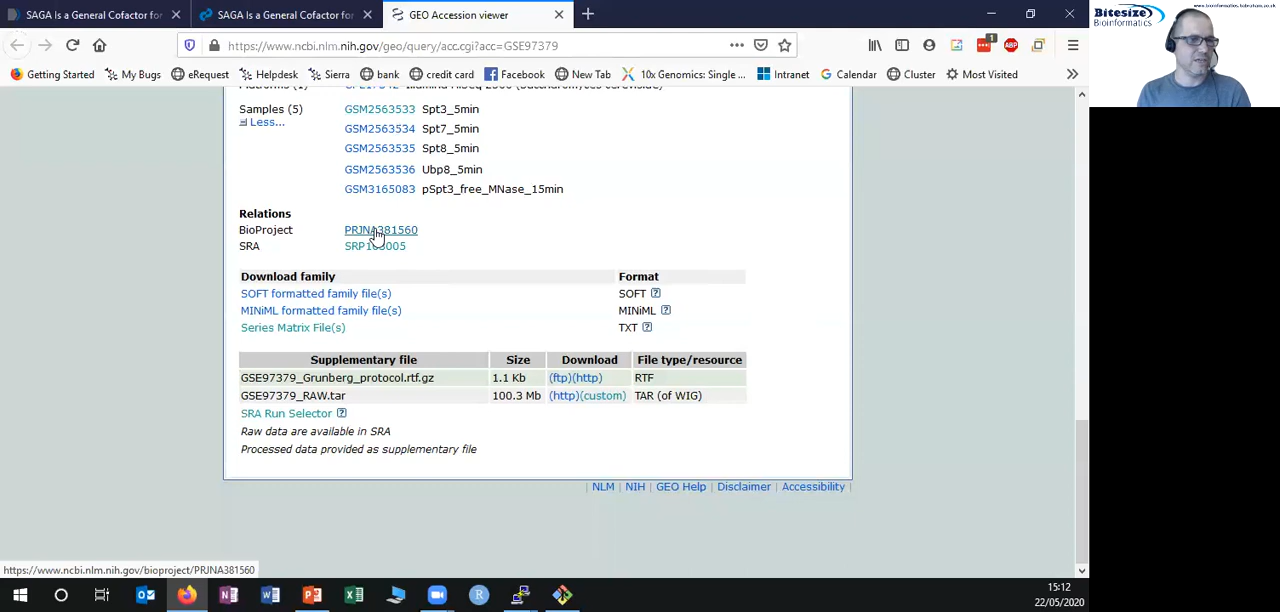 SAGA Is a General Cofactor for
SAGA Is a General Cofactor for
GEO Accession viewer
Bitesize
Bioinformatics
https://www.ncbi.nlm.nih.gov/geo/query/acc.cgi?acc=GSE97379
1
ABP
Getting Started
My Bugs
eRequest
Helpdesk
Sierra
bank
credit card
Facebook
New Tab
10x Genomics: Single ...
Intranet
Calendar
Cluster
Most Visited
Samples (5)
GSM2563533 Spt3_5min
Less...
GSM2563534 Spt7_5min
GSM2563535 Spt8_5min
GSM2563536 Ubp8_5min
GSM3165083 pSpt3_free_MNase_15min
Relations
BioProject PRJNA381560
SRA
Download family Format
SOFT formatted family file(s) SOFT ?
MINiML formatted family file(s) MINiML ?
Series Matrix File(s) TXT ?
Supplementary file Size Download File type/resource
GSE97379_Grunberg_protocol.rtf.gz 1.1 Kb (ftp)(http) RTF
GSE97379_RAW.tar 100.3 Mb (http)(custom) TAR (of WIG)
SRA Run Selector ?
Raw data are available in SRA
Processed data provided as supplementary file
| NLM | NIH | GEO Help | Disclaimer | Accessibility |
https://www.ncbi.nlm.nih.gov/bioproject/PRJNA381560
15:12
22/05/2020